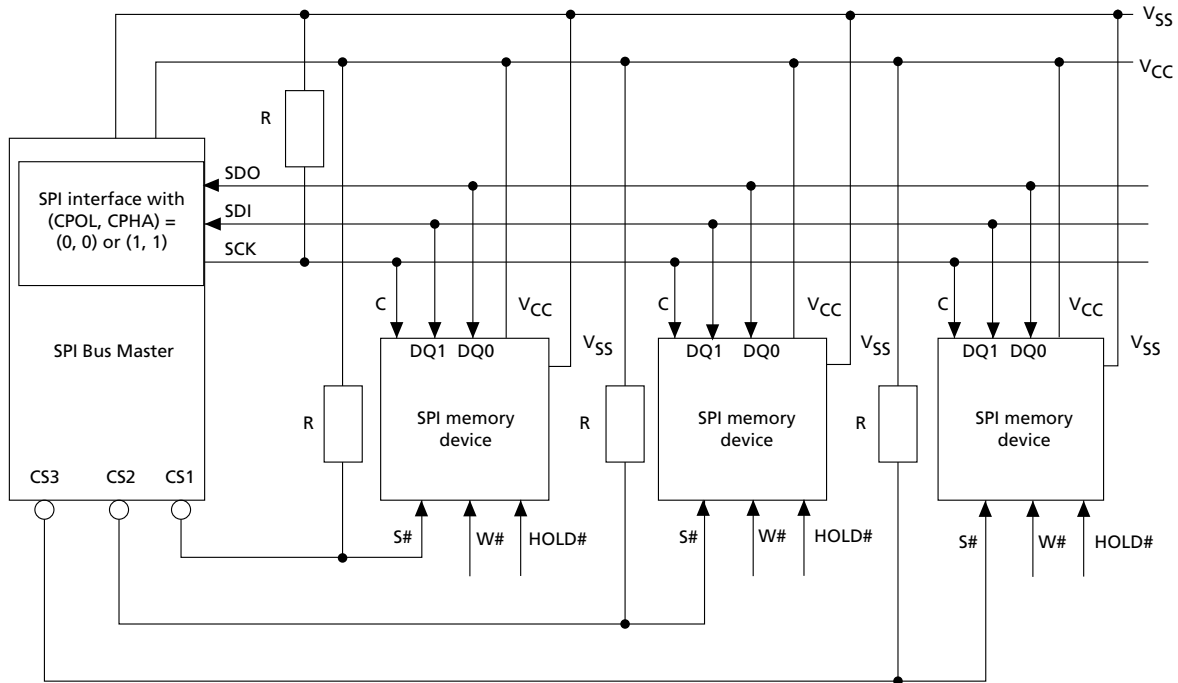 VSS
VCC
R
SDO
SPI interface with
(CPOL, CPHA) =
(0, 0) or (1, 1)
SDI
SCK
SPI Bus Master
C
VCC
C
VCC
C
VCC
DQ1 DQ0
VSS
DQ1 DQ0
VSS
DQ1 DQ0
VSS
R
SPI memory
device
R
SPI memory
device
R
SPI memory
device
CS3
CS2
CS1
S#
W#
HOLD#
S#
W#
HOLD#
S#
W#
HOLD#